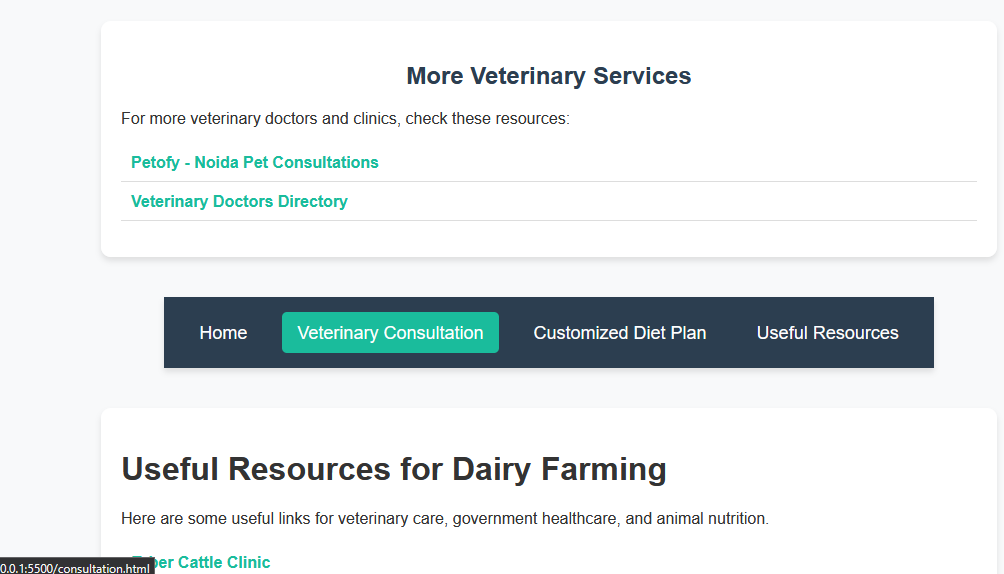 More Veterinary Services
For more veterinary doctors and clinics, check these resources:
Petofy - Noida Pet Consultations
Veterinary Doctors Directory
Home Veterinary Consultation Customized Diet Plan Useful Resources
Useful Resources for Dairy Farming
Here are some useful links for veterinary care, government healthcare, and animal nutrition.
Cattle Clinic
0.0.1:5500/consultation.html